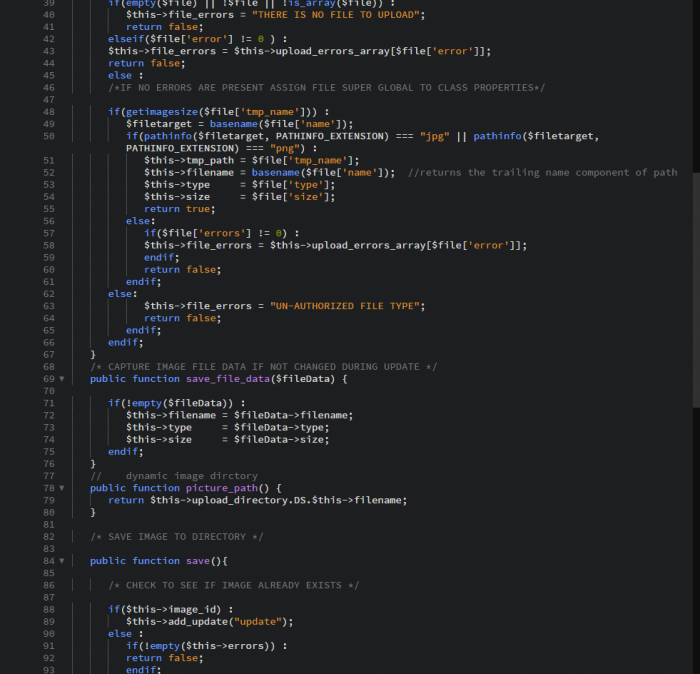 39 if(empty($file) || !$file || !is_array($file)) :
40 $this->file_errors = "THERE IS NO FILE TO UPLOAD";
41 return false;
42 elseif($file['error'] != 0 ) :
43 $this->file_errors = $this->upload_errors_array[$file['error']];
44 return false;
45 else :
46 /*IF NO ERRORS ARE PRESENT ASSIGN FILE SUPER GLOBAL TO CLASS PROPERTIES*/
47
48 if(getimagesize($file['tmp_name'])) :
49 $filetarget = basename($file['name']);
50 if(pathinfo($filetarget, PATHINFO_EXTENSION) === "jpg" || pathinfo($filetarget,
PATHINFO_EXTENSION) === "png") :
51 $this->tmp_path = $file['tmp_name'];
52 $this->filename = basename($file['name']); //returns the trailing name component of path
53 $this->type = $file['type'];
54 $this->size = $file['size'];
55 return true;
56 else:
57 if($file['errors'] != 0) :
58 $this->file_errors = $this->upload_errors_array[$file['error']];
59 endif;
60 return false;
61 endif;
62 else:
63 $this->file_errors = "UN-AUTHORIZED FILE TYPE";
64 return false;
65 endif;
66 endif;
67 }
68 /* CAPTURE IMAGE FILE DATA IF NOT CHANGED DURING UPDATE */
69 public function save_file_data($fileData) {
70
71 if(!empty($fileData)) :
72 $this->filename = $fileData->filename;
73 $this->type = $fileData->type;
74 $this->size = $fileData->size;
75 endif;
76 }
77 // dynamic image dirctory
78 public function picture_path() {
79 return $this->upload_directory.DS.$this->filename;
80 }
81
82 /* SAVE IMAGE TO DIRECTORY */
83
84 public function save(){
85
86 /* CHECK TO SEE IF IMAGE ALREADY EXISTS */
87
88 if($this->image_id) :
89 $this->add_update("update");
90 else :
91 if(!empty($this->errors)) :
92 return false;
93 endif;